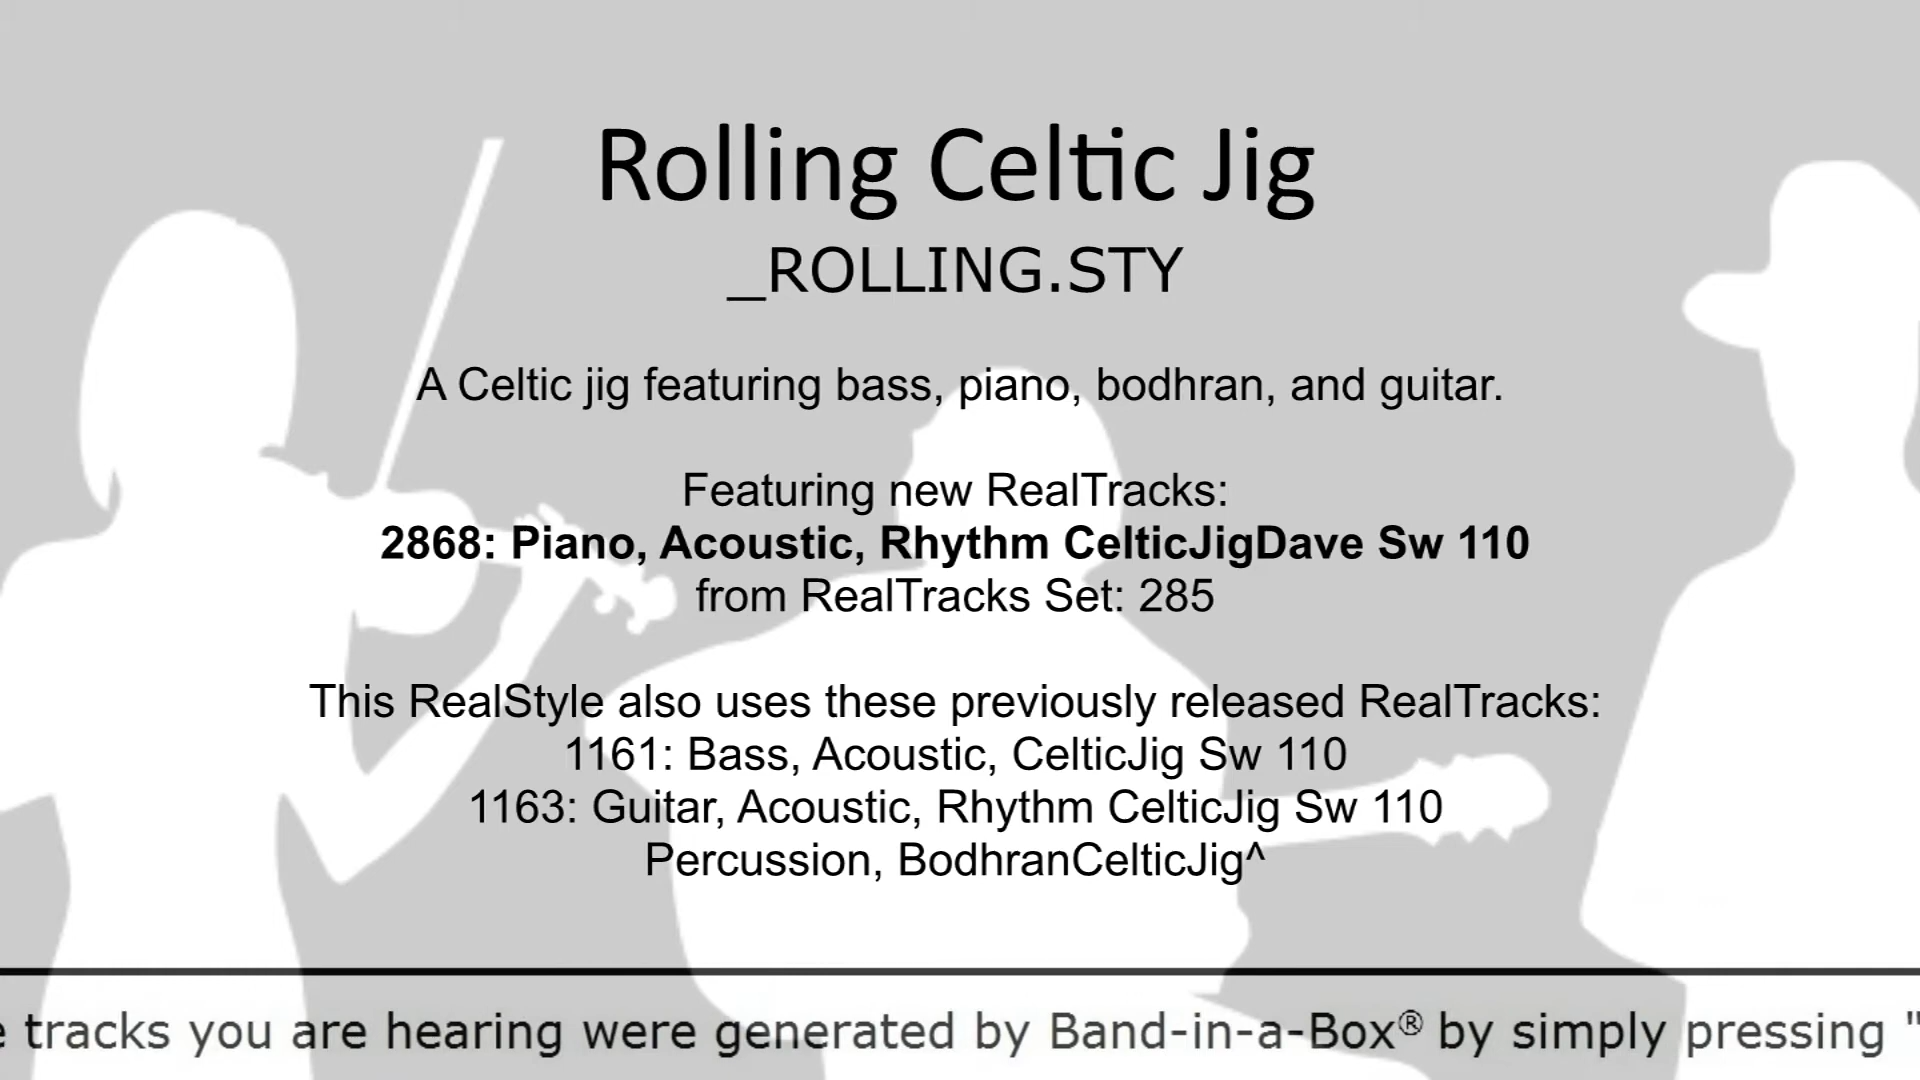 Rolling Celtic Jig
_ROLLING.STY
A Celtic jig featuring bass, piano, bodhran, and guitar.
Featuring new RealTracks:
2868: Piano, Acoustic, Rhythm CelticJigDave Sw 110
from RealTracks Set: 285
This RealStyle also uses these previously released RealTracks:
1161: Bass, Acoustic, CelticJig Sw 110
1163: Guitar, Acoustic, Rhythm CelticJig Sw 110
Percussion, BodhranCelticJig^
tracks you are hearing were generated by Band-in-a-Box® by simply pressing "